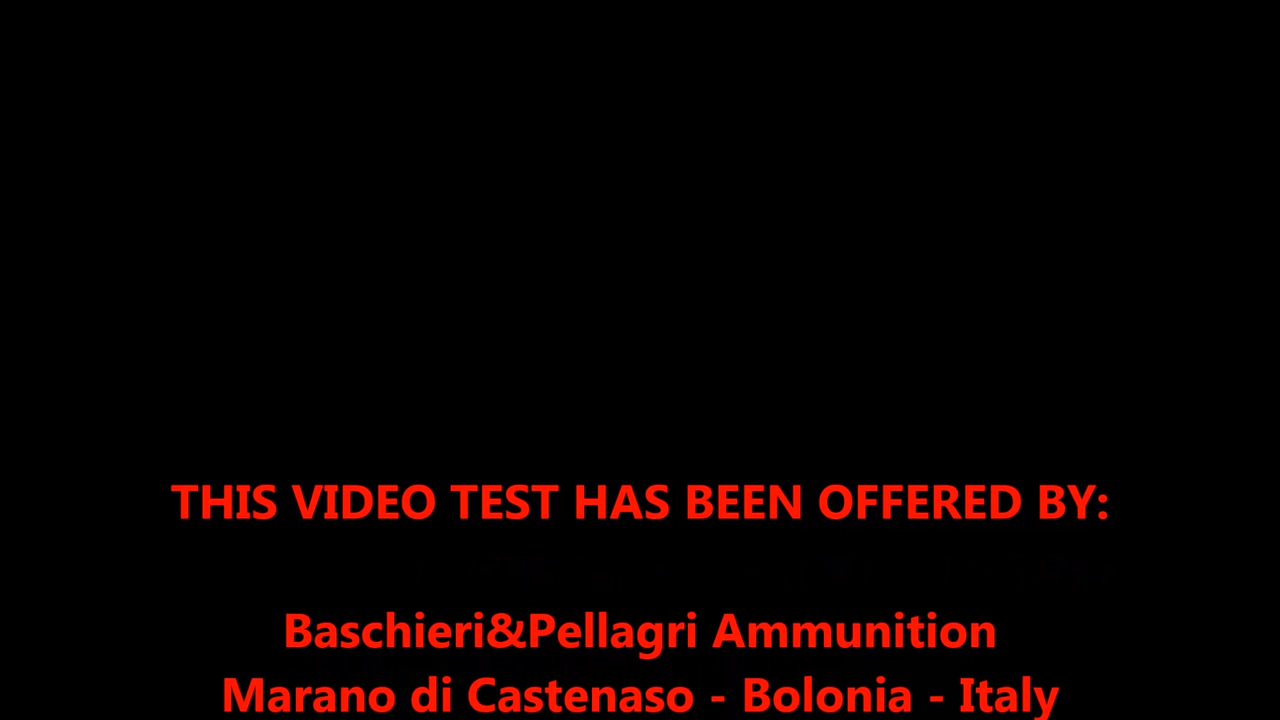 THIS VIDEO TEST HAS BEEN OFFERED BY:
Baschieri&Pellagri Ammunition
Marano di Castenaso - Bolonia - Italy